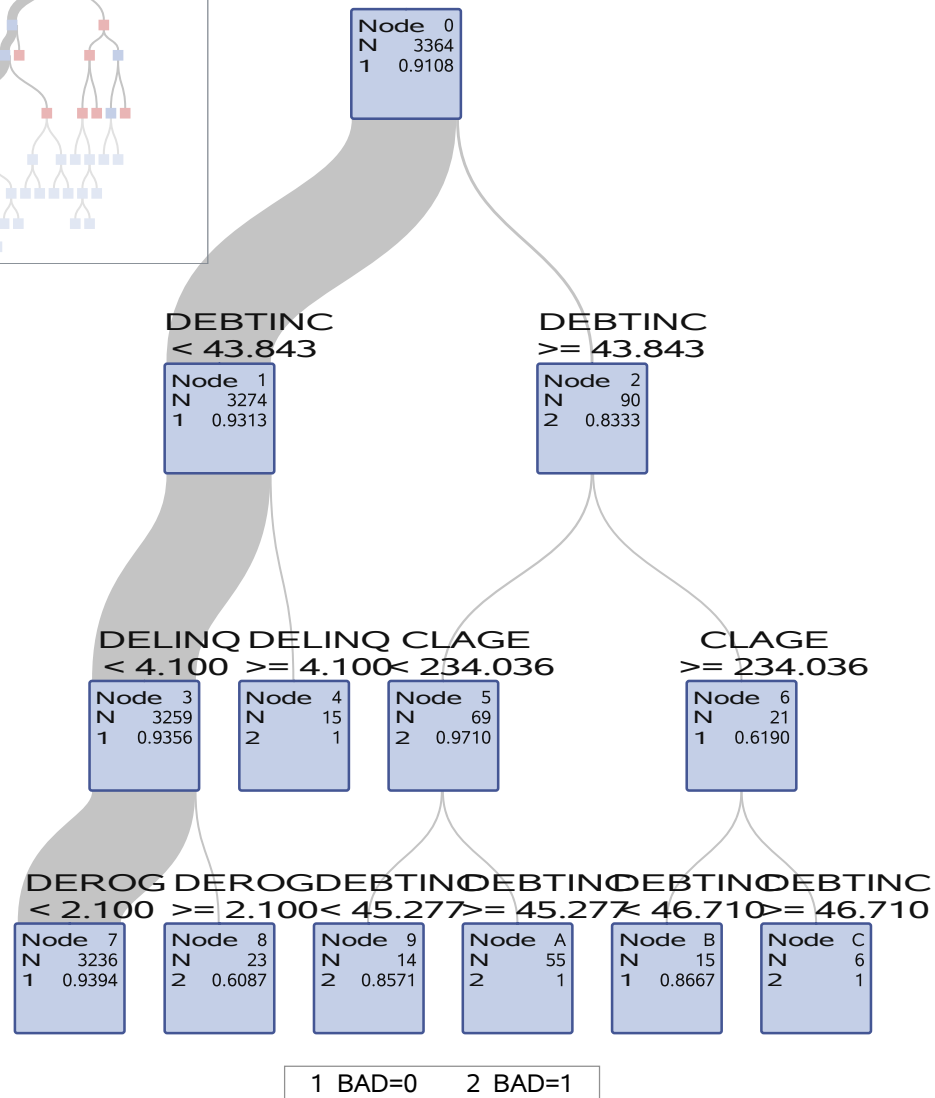 Node 0
N 3364
1 0.9108
DEBTINC
< 43.843
DEBTINC
>= 43.843
Node 1
N 3274
1 0.9313
Node 2
N 90
2 0.8333
DELINQ
< 4.100
DELINQ
>= 4.100
CLAGE
< 234.036
CLAGE
>= 234.036
Node 3
N 3259
1 0.9356
Node 4
N 15
2 1
Node 5
N 69
2 0.9710
Node 6
N 21
1 0.6190
DEROG
< 2.100
DEROG
>= 2.100
DEBTINC
< 45.277
DEBTINC
>= 45.277
DEBTINC
< 46.710
DEBTINC
>= 46.710
Node 7
N 3236
1 0.9394
Node 8
N 23
2 0.6087
Node 9
N 14
2 0.8571
Node A
N 55
2 1
Node B
N 15
1 0.8667
Node C
N 6
2 1
1 BAD=0 2 BAD=1